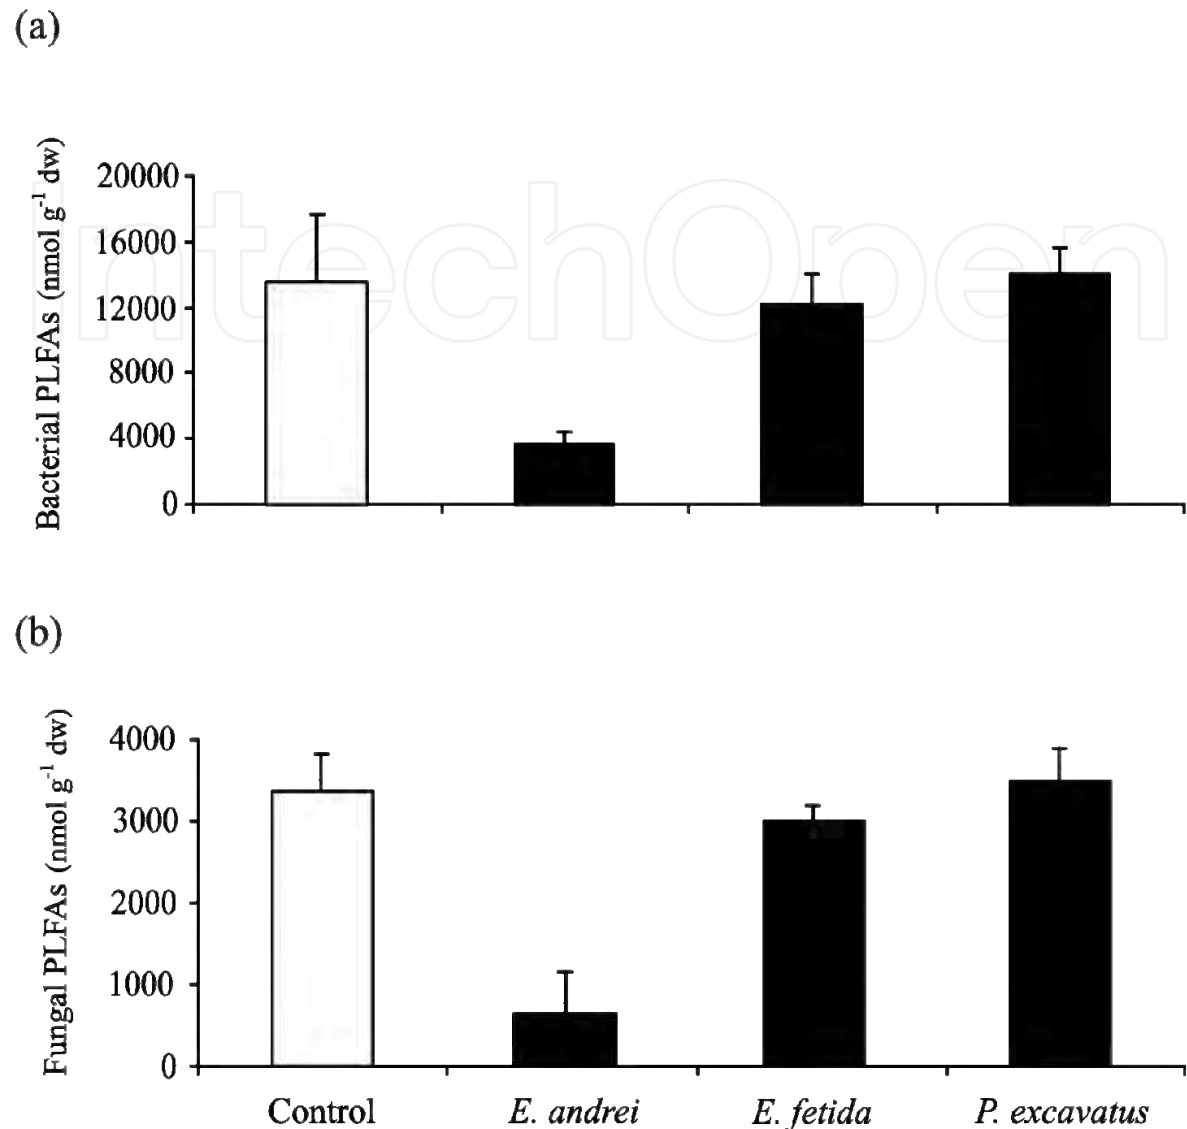 (a)
Bacterial PLFAs (nmol g⁻¹ dw)
20000
16000
12000
8000
4000
0
ntechOpen
(b)
Fungal PLFAs (nmol g⁻¹ dw)
4000
3000
2000
1000
0
Control E. andrei E. fetida P. excavatus